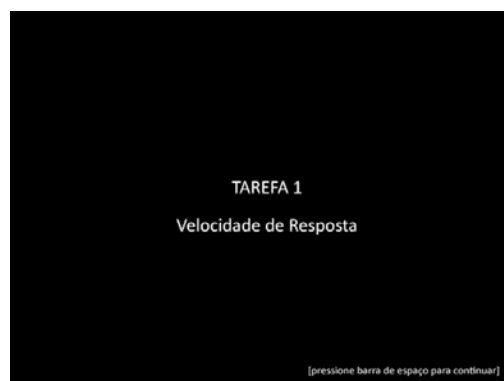 TAREFA 1
Velocidade de Resposta
[pressione barra de espaço para continuar]